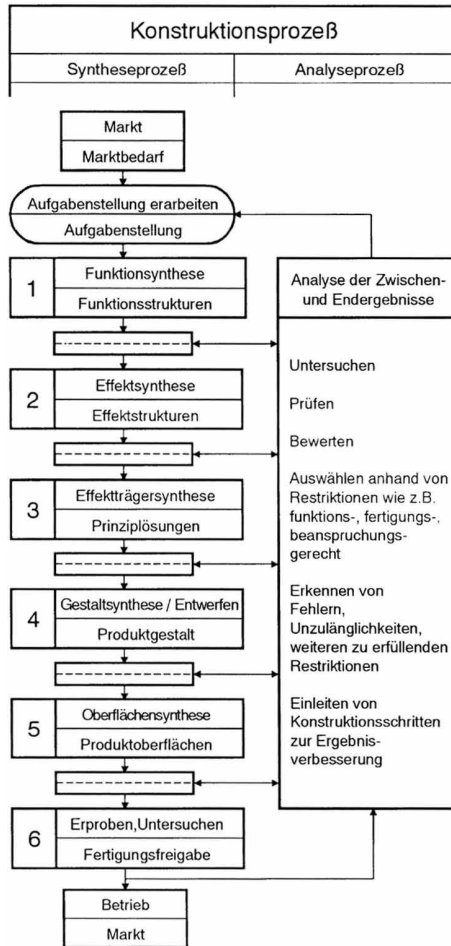 Konstruktionsprozeß
Syntheseprozeß
Analyseprozeß
Markt
Marktbedarf
Aufgabenstellung erarbeiten
Aufgabenstellung
1
Funktionsynthese
Funktionsstrukturen
2
Effektsynthese
Effektstrukturen
3
Effektträgersynthese
Prinziplösungen
4
Gestaltsynthese / Entwerfen
Produktgestalt
5
Oberflächensynthese
Produktoberflächen
6
Erproben,Untersuchen
Fertigungsfreigabe
Betrieb
Markt
Analyse der Zwischen-
und Endergebnisse
Untersuchen
Prüfen
Bewerten
Auswählen anhand von
Restriktionen wie z.B.
funktions-, fertigungs-,
beanspruchungs-
gerecht
Erkennen von
Fehlern,
Unzulänglichkeiten,
weiteren zu erfüllenden
Restriktionen
Einleiten von
Konstruktionsschritten
zur Ergebnis-
verbesserung